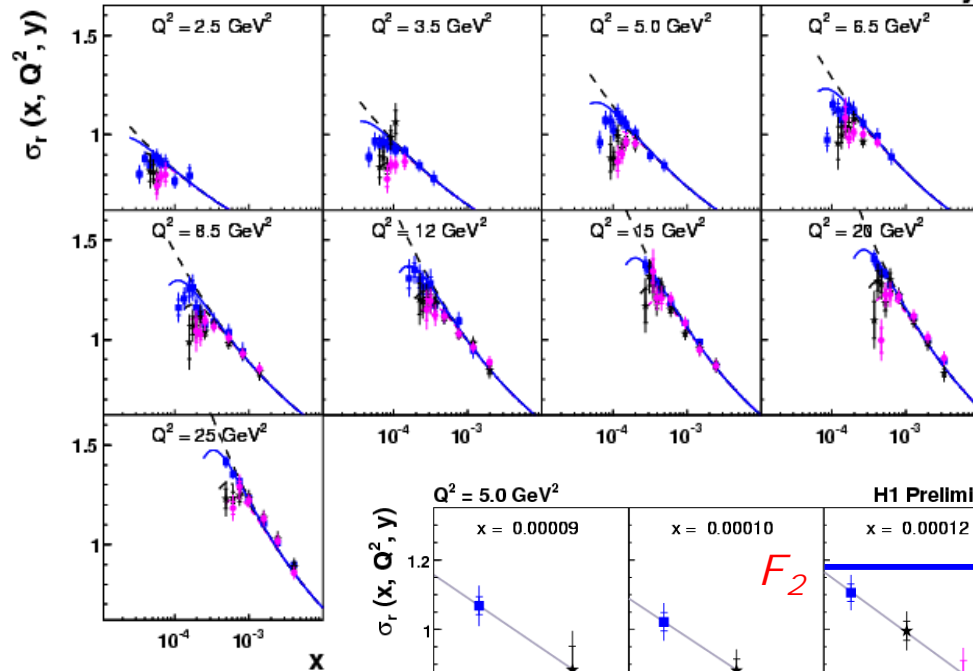 σr (x, Q², y)
Q² = 2.5 GeV²
Q² = 3.5 GeV²
Q² = 5.0 GeV²
Q² = 6.5 GeV²
1.5
1
Q² = 8.5 GeV²
Q² = 12 GeV²
Q² = 15 GeV²
Q² = 20 GeV²
1.5
1
10⁻⁴ 10⁻³
10⁻⁴ 10⁻³
10⁻⁴ 10⁻³
Q² = 25 GeV²
1.5
1
10⁻⁴ 10⁻³
x
Q² = 5.0 GeV²
H1 Prelimi
σr (x, Q², y)
x = 0.00009
x = 0.00010
x = 0.00012
1.2
1
F₂